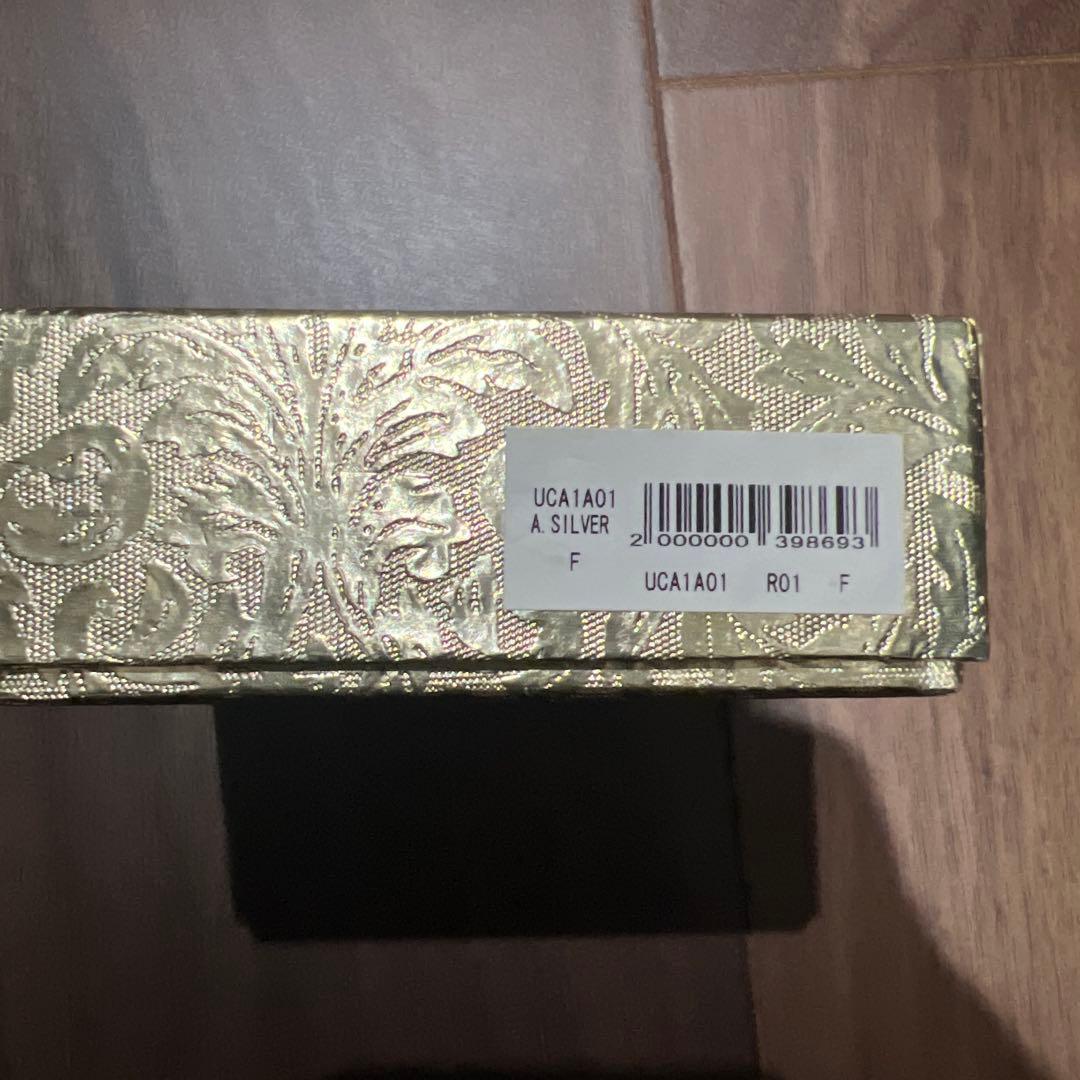 UCA1A01
A.SILVER
F
2 000000 398693
UCA1A01 R01 F